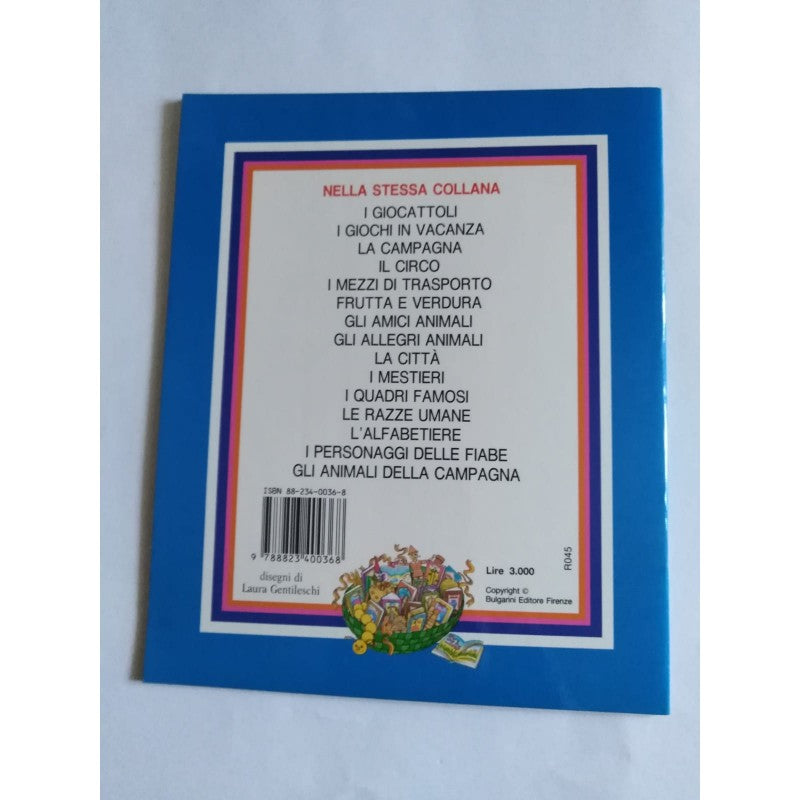 NELLA STESSA COLLANA
I GIOCATTOLI
I GIOCHI IN VACANZA
LA CAMPAGNA
IL CIRCO
I MEZZI DI TRASPORTO
FRUTTA E VERDURA
GLI AMICI ANIMALI
GLI ALLEGRI ANIMALI
LA CITTÀ
I MESTIERI
I QUADRI FAMOSI
LE RAZZE UMANE
L'ALFABETIERE
I PERSONAGGI DELLE FIABE
GLI ANIMALI DELLA CAMPAGNA
ISBN 88-234-0036-8
9 788823 400368
disegni di
Laura Gentileschi
Lire 3.000
Copyright ©
Bulgarini Editore Firenze
R045